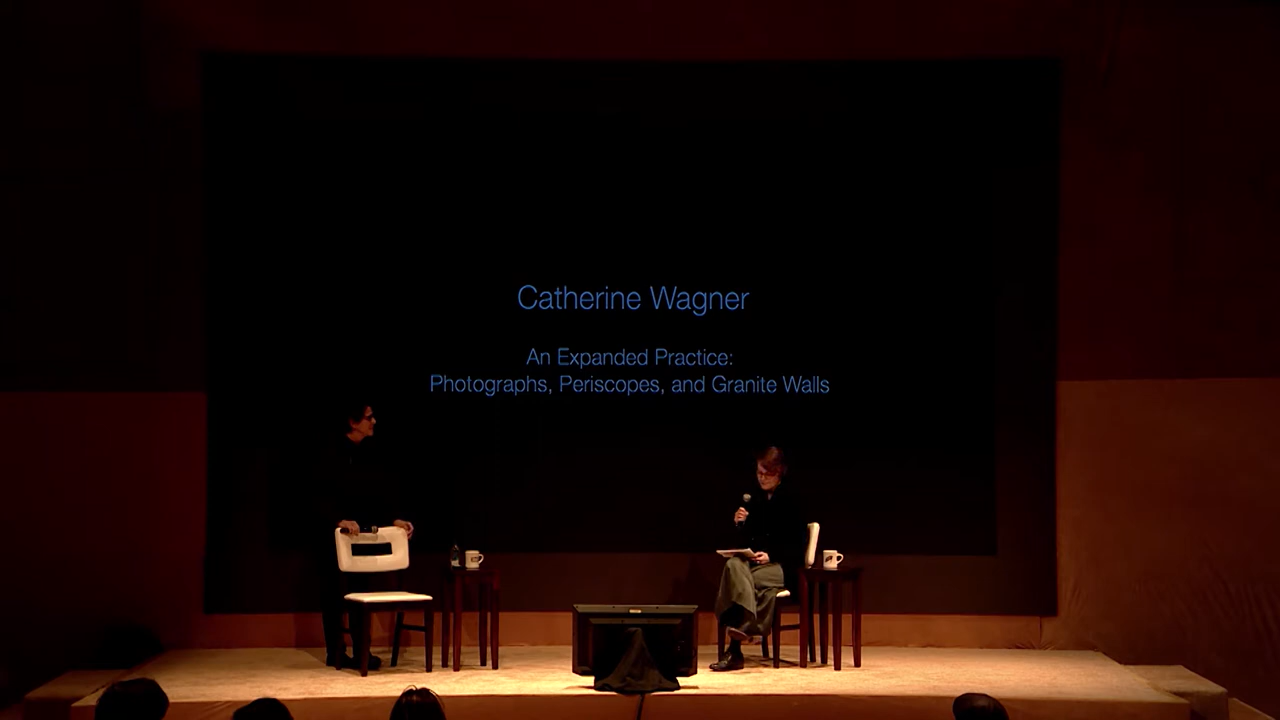 Catherine Wagner
An Expanded Practice:
Photographs, Periscopes, and Granite Walls